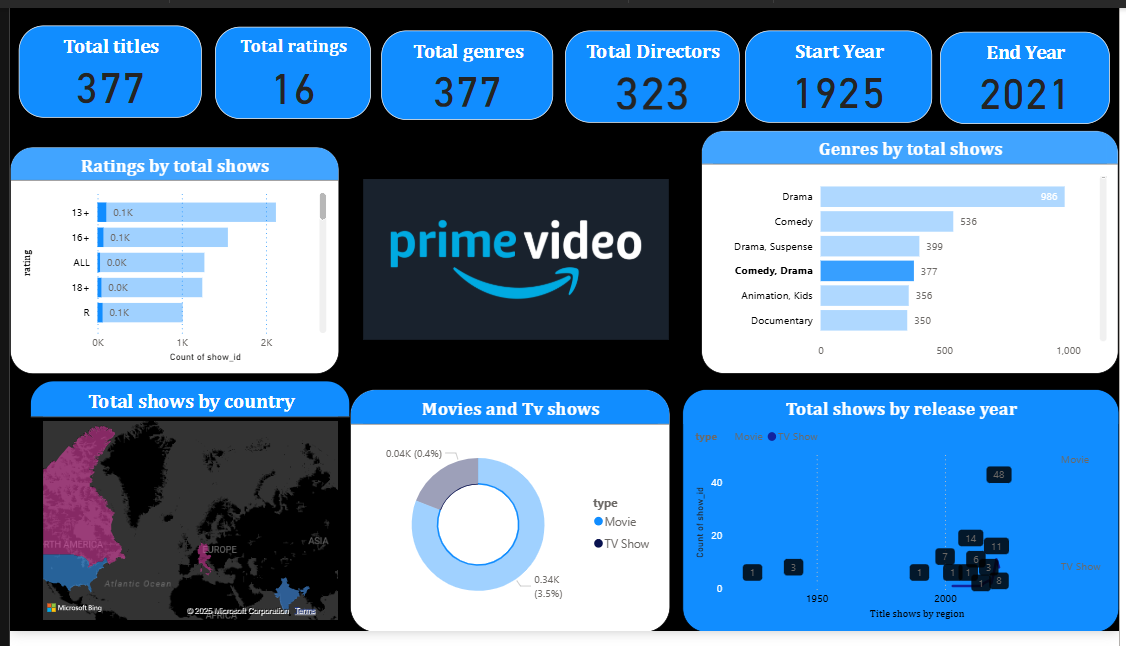 Total titles
377
Total ratings
16
Total genres
377
Total Directors
323
Start Year
1925
End Year
2021
Ratings by total shows
rating
13+
0.1K
16+
0.1K
ALL
0.0K
18+
0.0K
R
0.1K
0K 1K 2K
Count of show_id
prime video
Genres by total shows
Drama
986
Comedy
536
Drama, Suspense
399
Comedy, Drama
377
Animation, Kids
356
Documentary
350
0 500 1,000
Total shows by country
RTH AMERICA
EUROPE
ASIA
Atlantic Ocean
AFRICA
Microsoft Bing
© 2025 Microsoft Corporation Terms
Movies and Tv shows
0.04K (0.4%)
0.34K
(3.5%)
type
Movie
TV Show
Total shows by release year
type Movie TV Show
Movie
TV Show
Count of show_id
40
20
0
48
14
11
7
6
3
1
3
1
1
1
1
8
1950 2000
Title shows by region